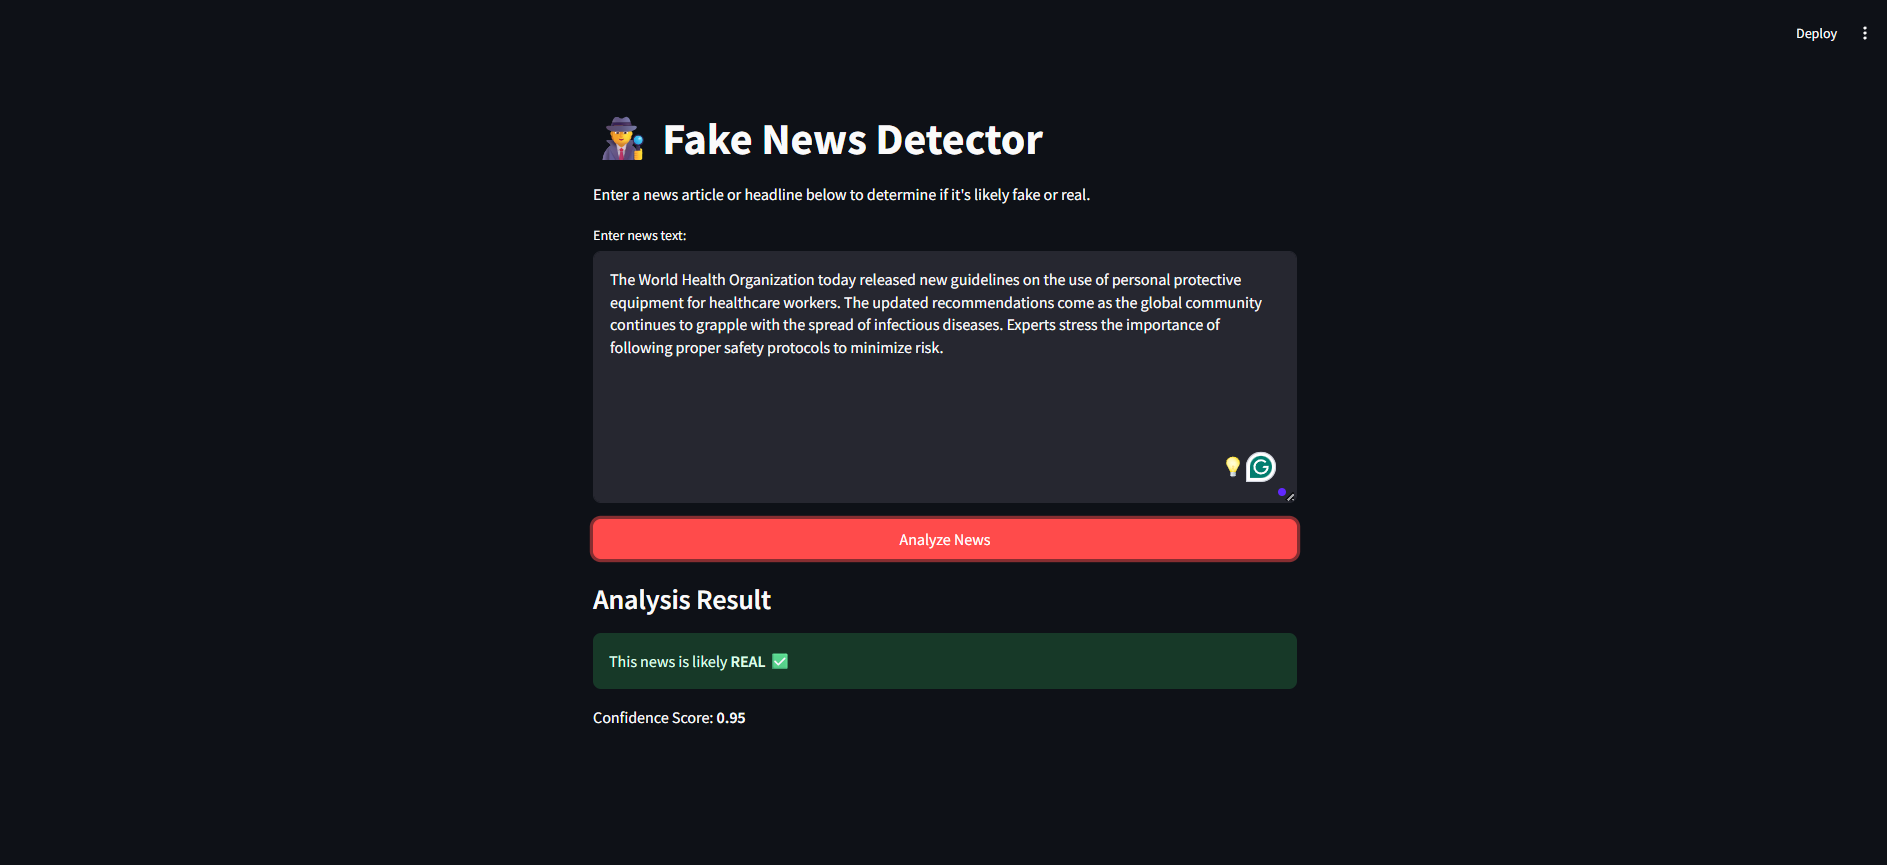 Deploy
Fake News Detector
Enter a news article or headline below to determine if it's likely fake or real.
Enter news text:
The World Health Organization today released new guidelines on the use of personal protective
equipment for healthcare workers. The updated recommendations come as the global community
continues to grapple with the spread of infectious diseases. Experts stress the importance of
following proper safety protocols to minimize risk.
Analyze News
Analysis Result
This news is likely REAL ✅
Confidence Score: 0.95